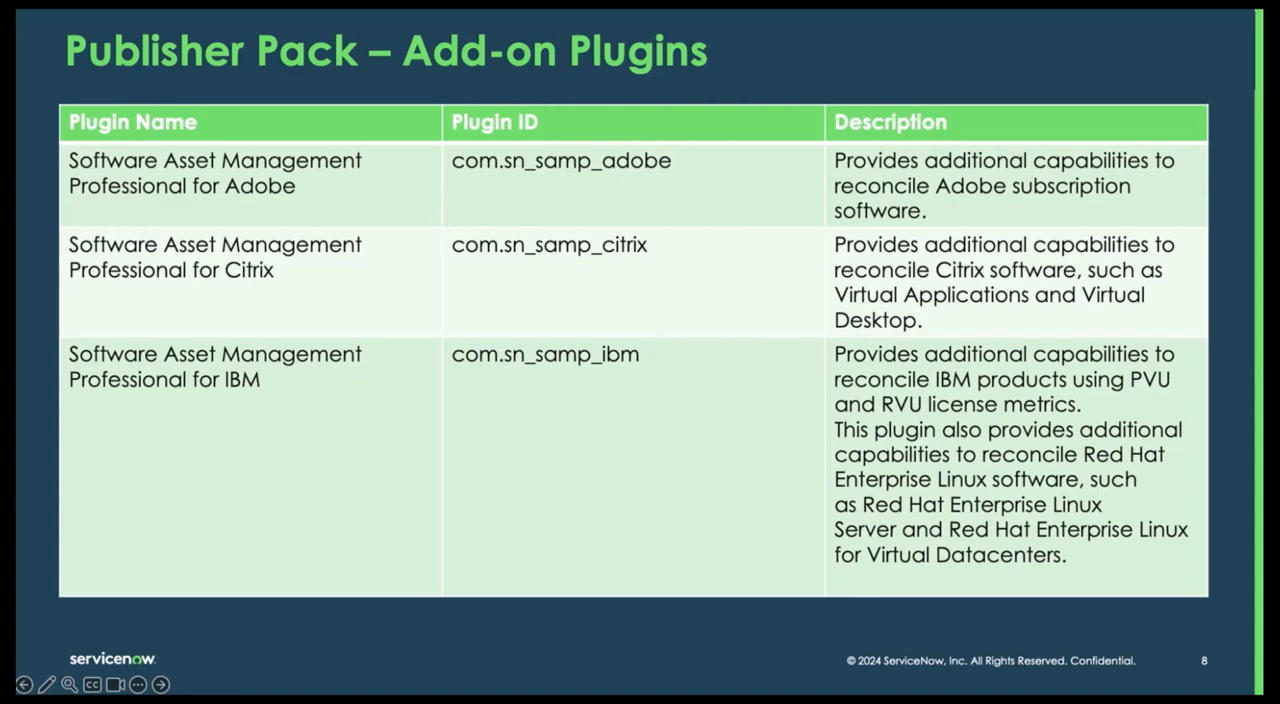 Publisher Pack – Add-on Plugins
Plugin Name
Plugin ID
Description
Software Asset Management
Professional for Adobe
com.sn_samp_adobe
Provides additional capabilities to
reconcile Adobe subscription
software.
Software Asset Management
Professional for Citrix
com.sn_samp_citrix
Provides additional capabilities to
reconcile Citrix software, such as
Virtual Applications and Virtual
Desktop.
Software Asset Management
Professional for IBM
com.sn_samp_ibm
Provides additional capabilities to
reconcile IBM products using PVU
and RVU license metrics.
This plugin also provides additional
capabilities to reconcile Red Hat
Enterprise Linux software, such
as Red Hat Enterprise Linux
Server and Red Hat Enterprise Linux
for Virtual Datacenters.
servicenow.
© 2024 ServiceNow, Inc. All Rights Reserved. Confidential.
8
CC